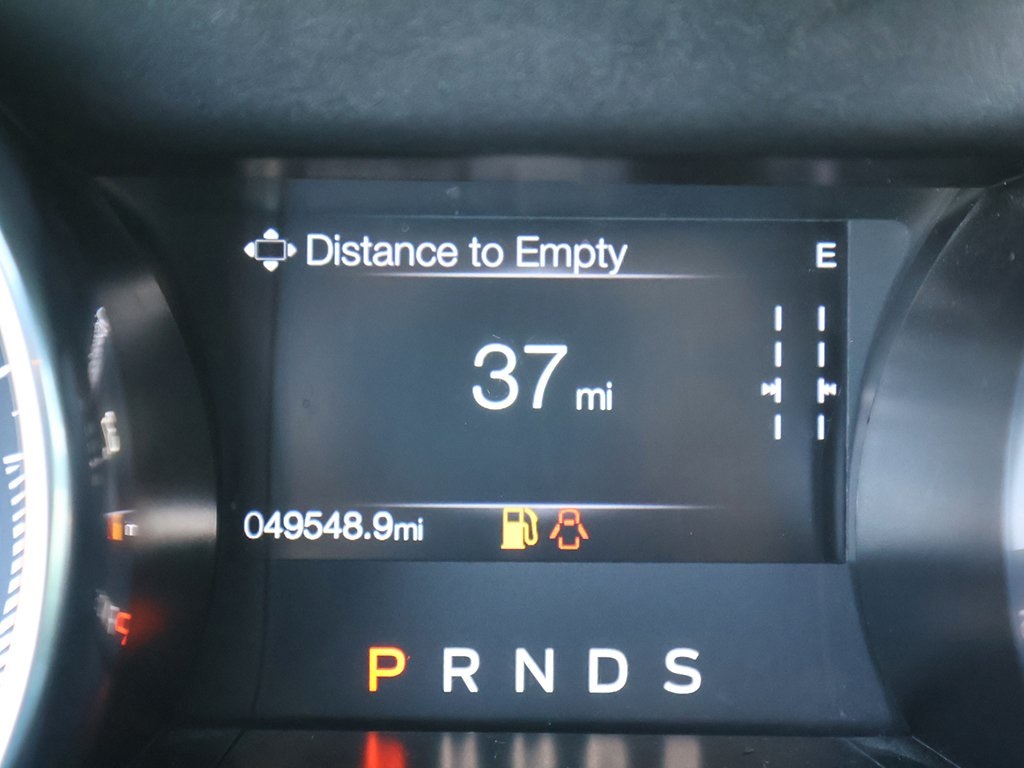 Distance to Empty
E
37 mi
049548.9mi
P R N D S